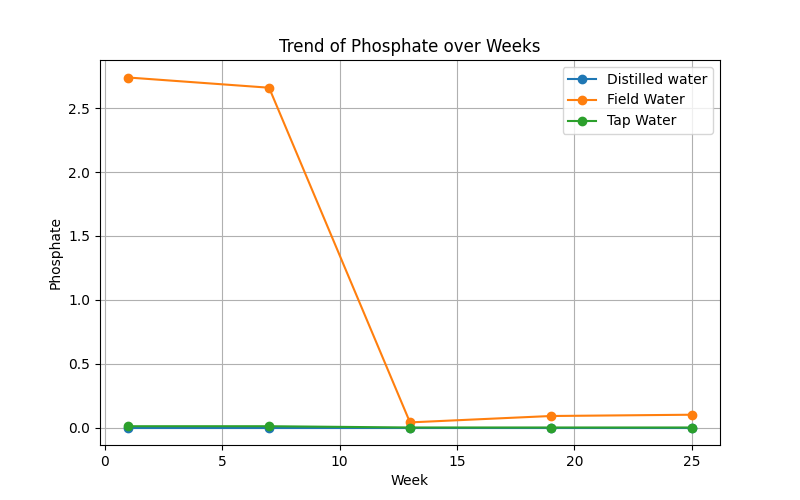 Trend of Phosphate over Weeks
Distilled water
Field Water
Tap Water
Phosphate
2.5
2.0
1.5
1.0
0.5
0.0
0 5 10 15 20 25
Week